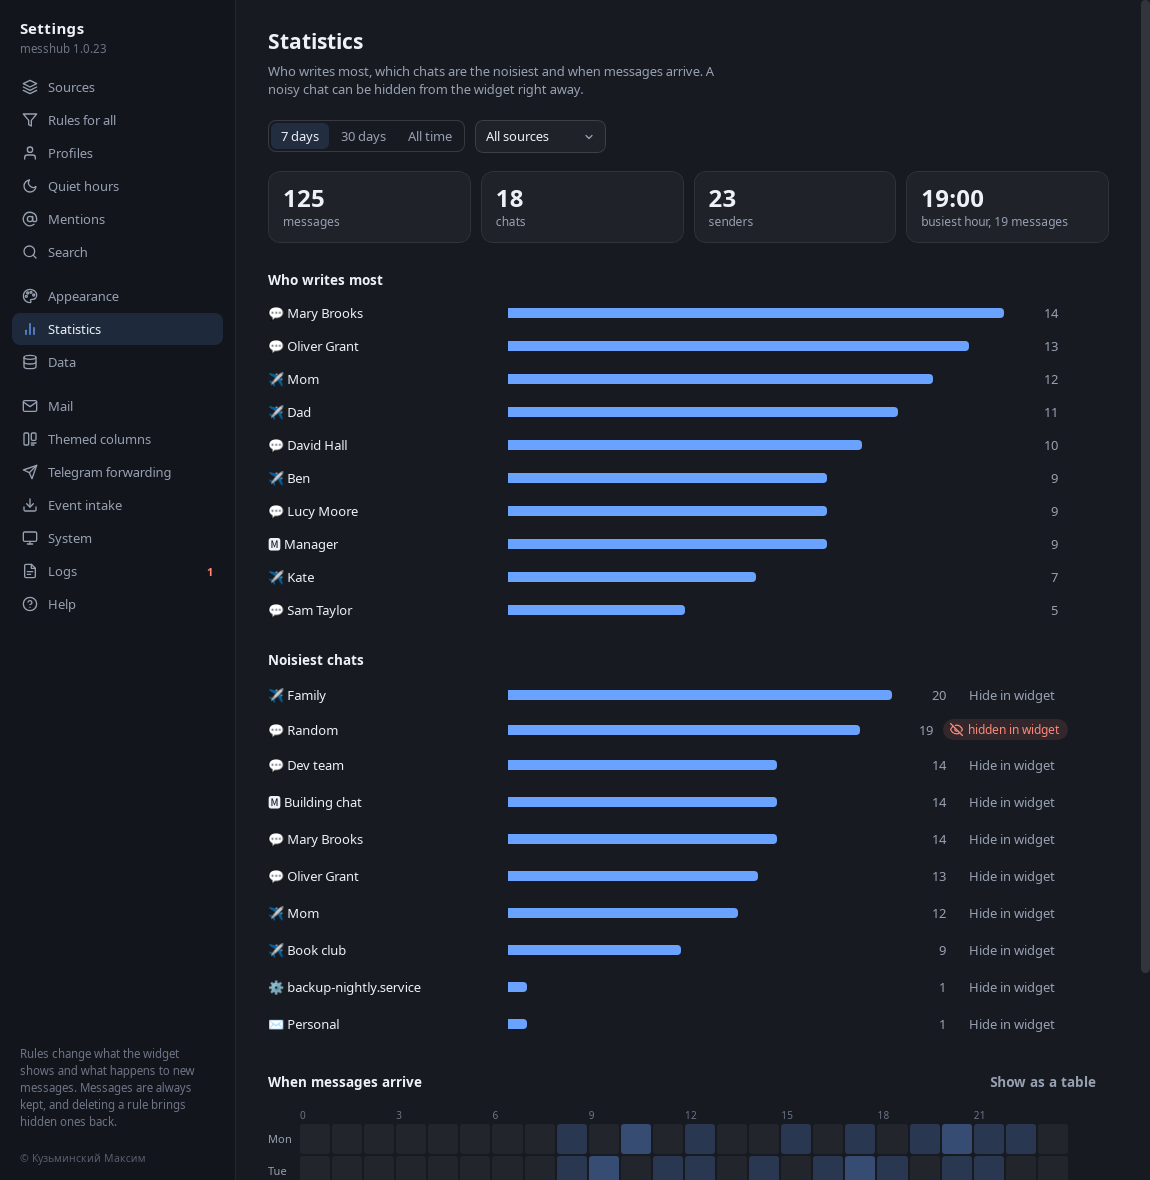 Settings
messhub 1.0.23
Sources
Rules for all
Profiles
Quiet hours
Mentions
Search
Appearance
Statistics
Data
Mail
Themed columns
Telegram forwarding
Event intake
System
Logs 1
Help
Rules change what the widget
shows and what happens to new
messages. Messages are always
kept, and deleting a rule brings
hidden ones back.
© Кузьминский Максим
Statistics
Who writes most, which chats are the noisiest and when messages arrive. A
noisy chat can be hidden from the widget right away.
7 days 30 days All time All sources
125
messages
18
chats
23
senders
19:00
busiest hour, 19 messages
Who writes most
Mary Brooks 14
Oliver Grant 13
Mom 12
Dad 11
David Hall 10
Ben 9
Lucy Moore 9
M Manager 9
Kate 7
Sam Taylor 5
Noisiest chats
Family 20 Hide in widget
Random 19 hidden in widget
Dev team 14 Hide in widget
M Building chat 14 Hide in widget
Mary Brooks 14 Hide in widget
Oliver Grant 13 Hide in widget
Mom 12 Hide in widget
Book club 9 Hide in widget
backup-nightly.service 1 Hide in widget
Personal 1 Hide in widget
When messages arrive Show as a table
0 3 6 9 12 15 18 21
Mon
Tue